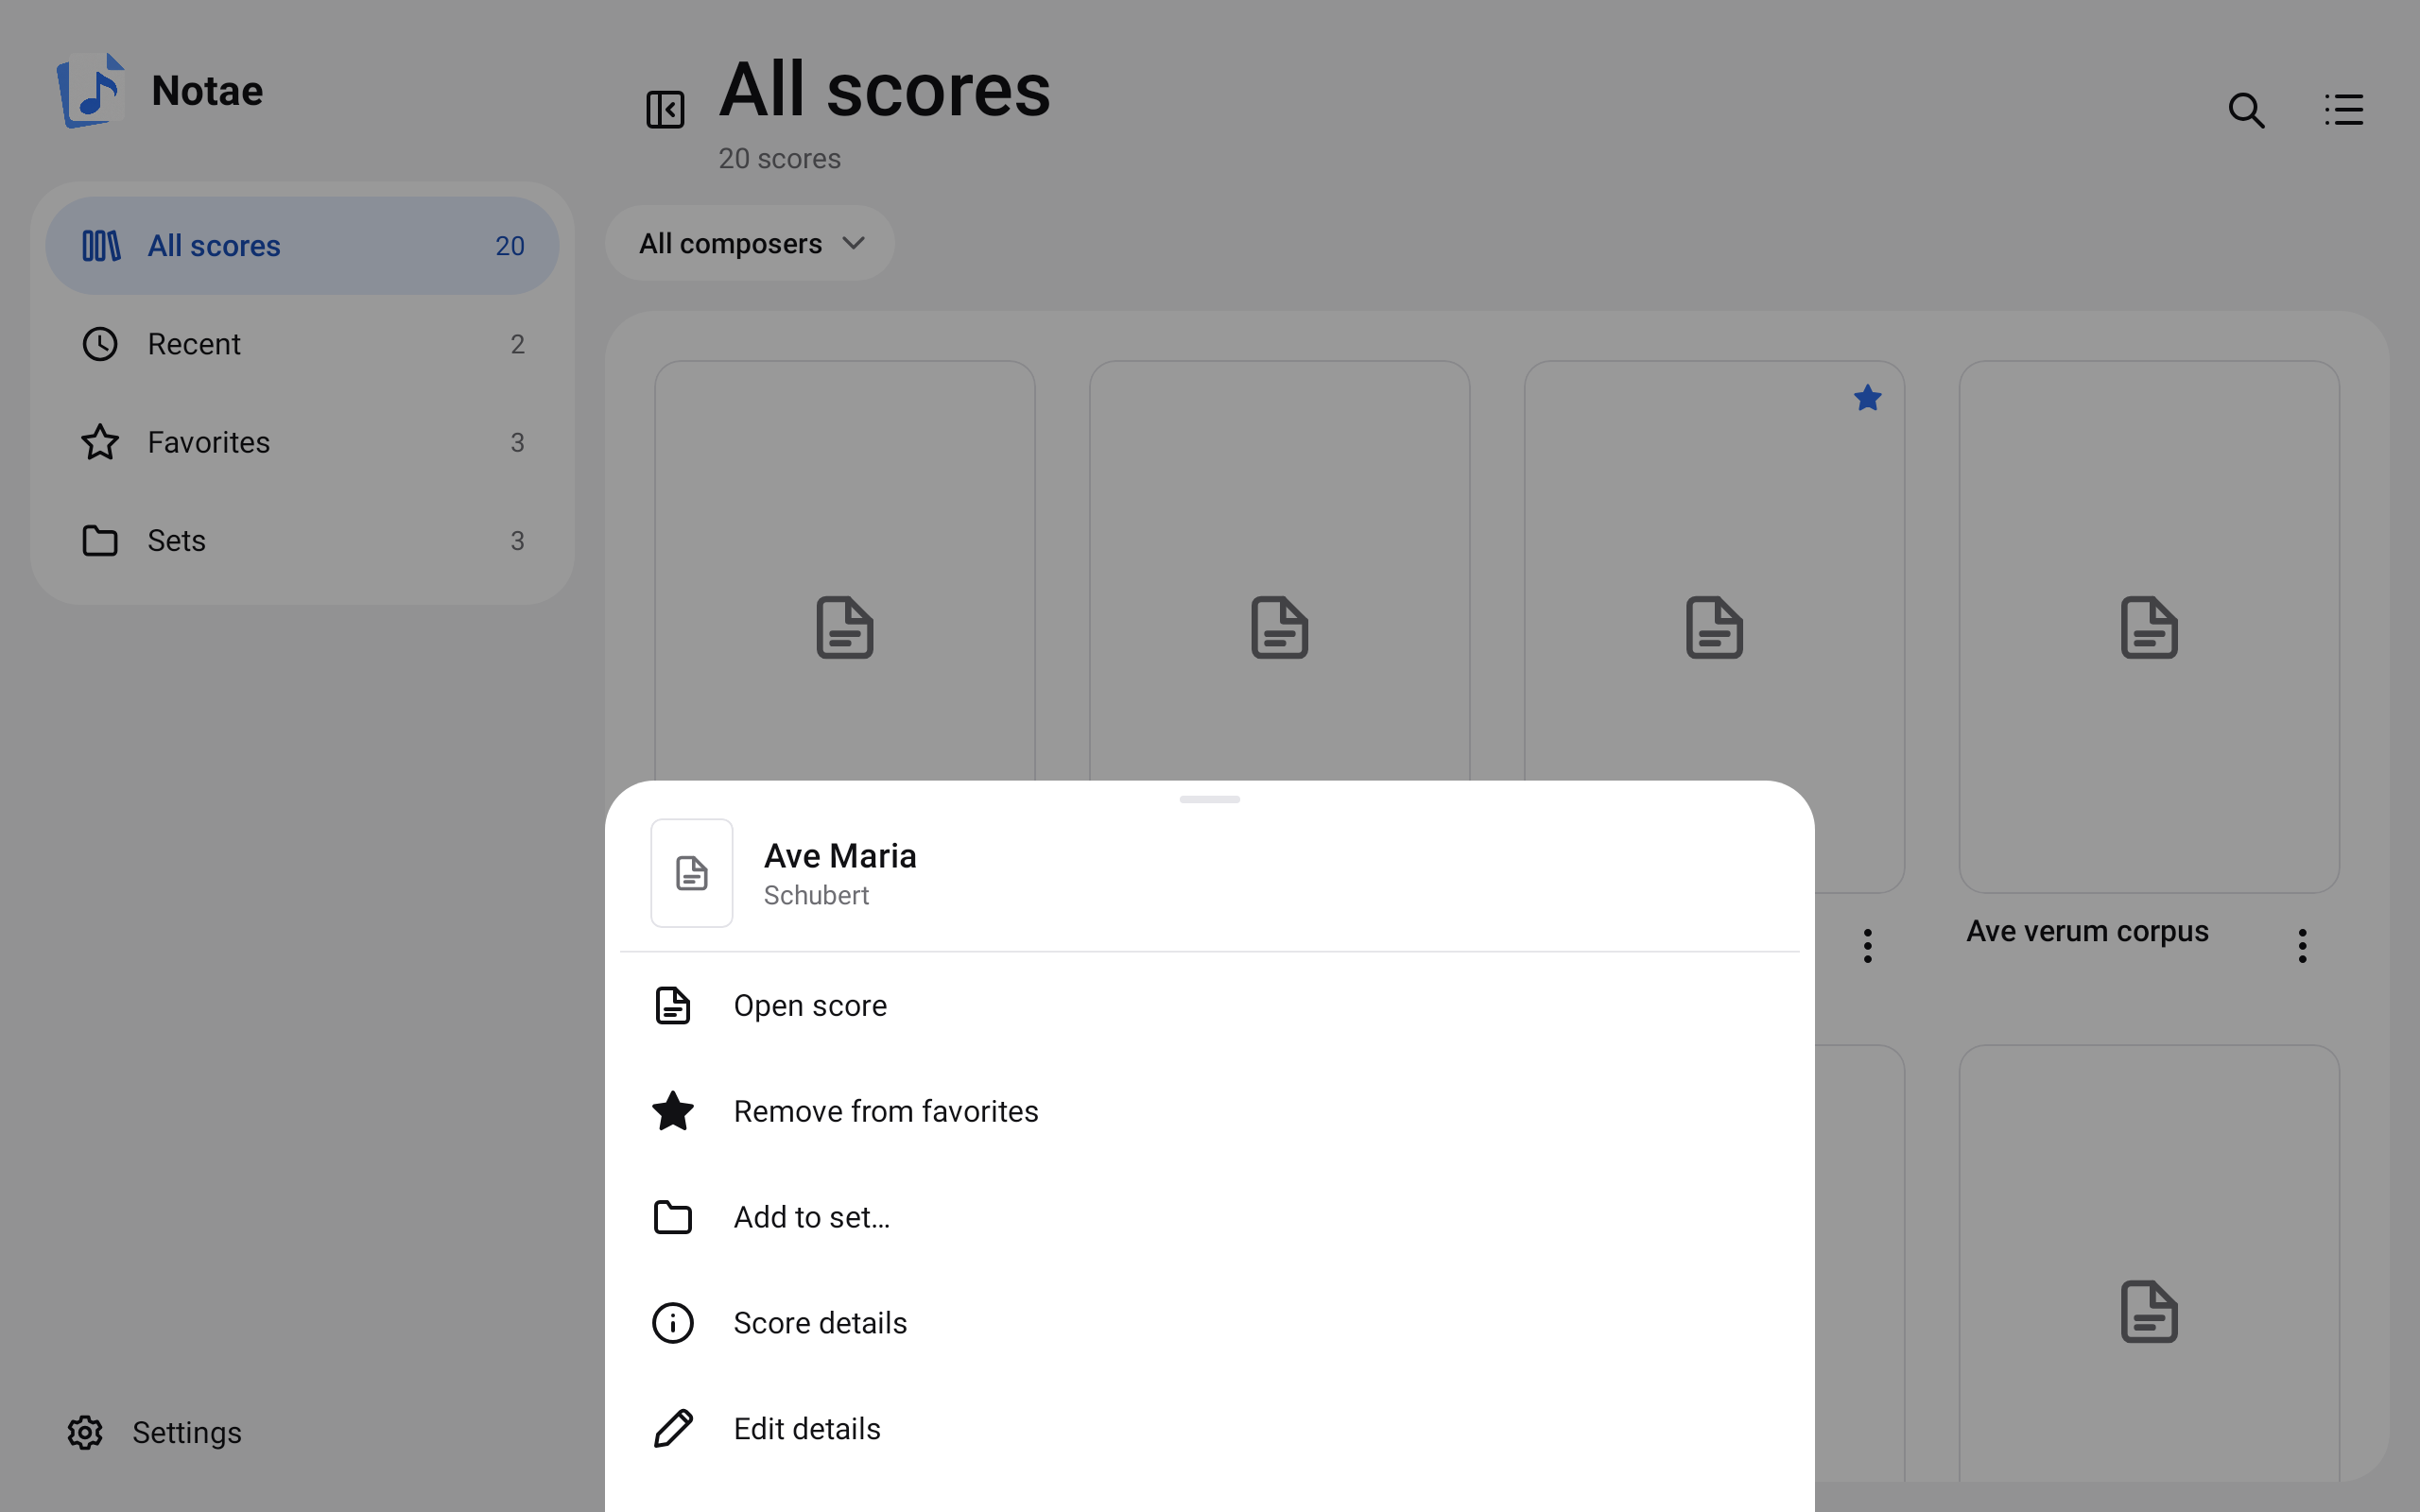 Notae
All scores
20 scores
All scores 20
Recent 2
Favorites 3
Sets 3
All composers
Ave verum corpus
Ave Maria
Schubert
Open score
Remove from favorites
Add to set…
Score details
Edit details
Settings